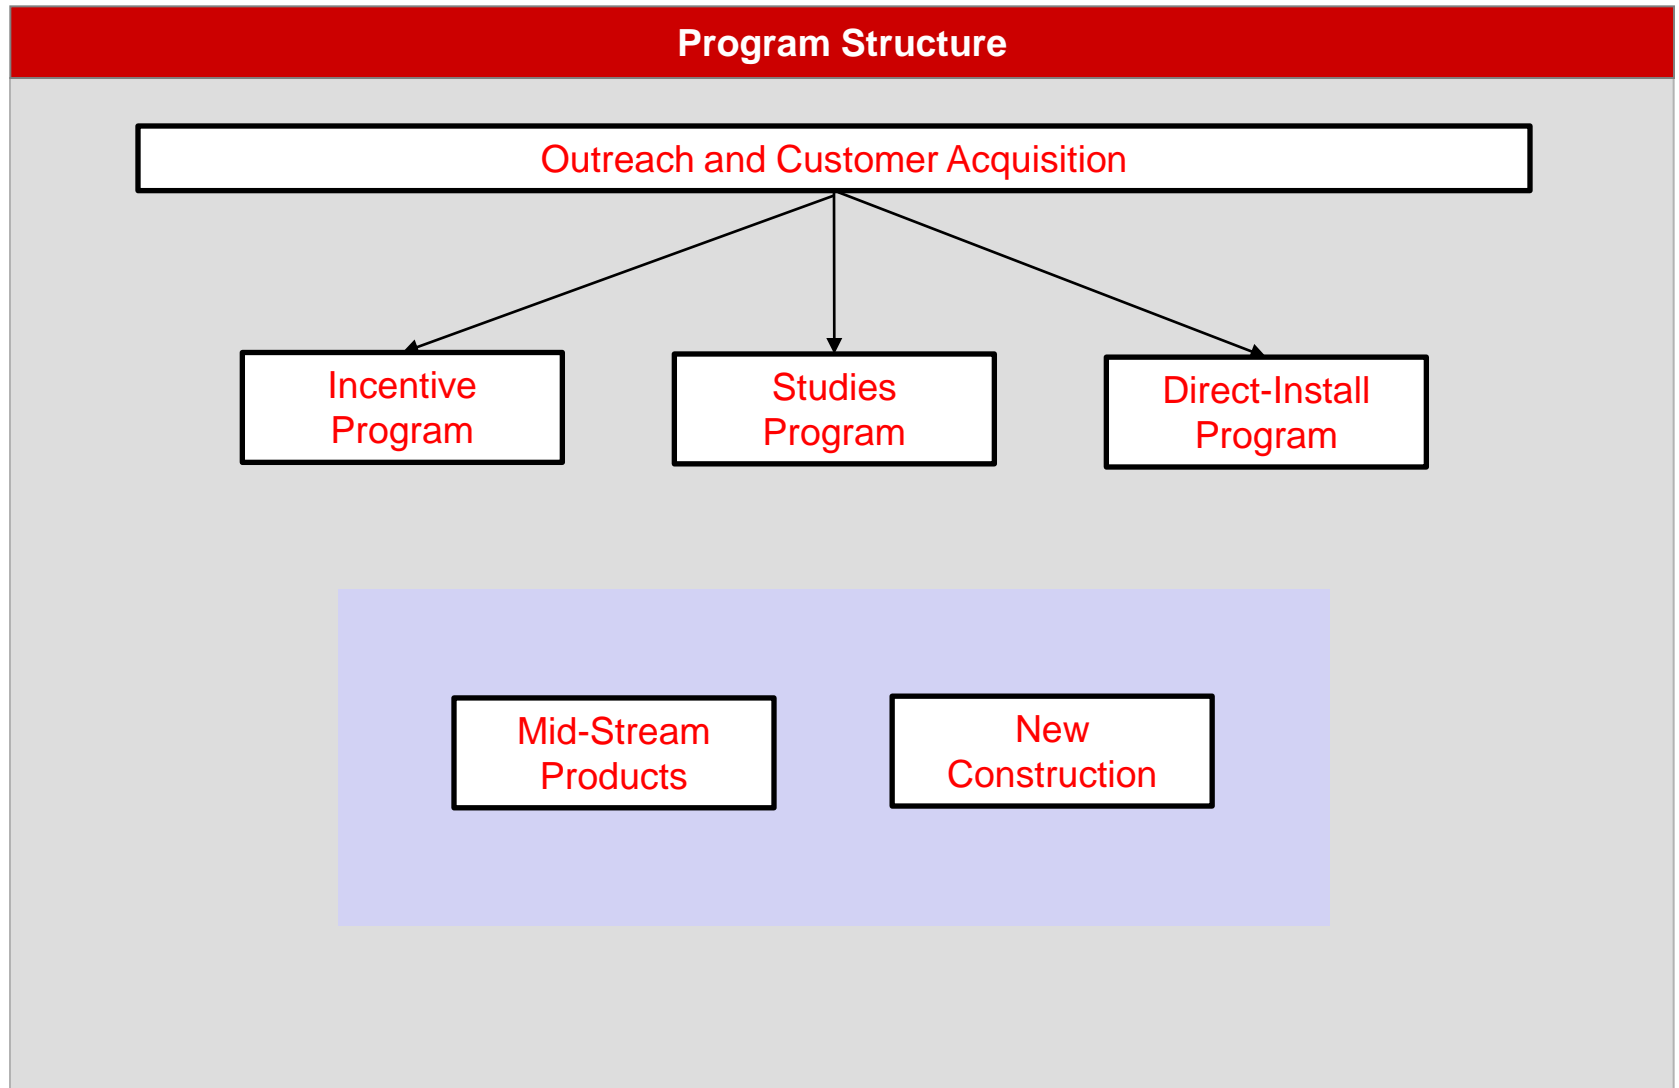 Program Structure
Outreach and Customer Acquisition
Incentive
Program
Studies
Program
Direct-Install
Program
Mid-Stream
Products
New
Construction